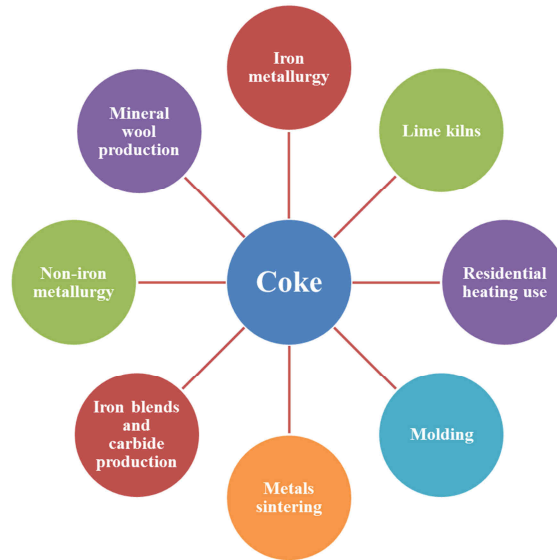 Iron
metallurgy
Mineral
wool
production
Lime kilns
Non-iron
metallurgy
Coke
Residential
heating use
Iron blends
and
carbide
production
Molding
Metals
sintering